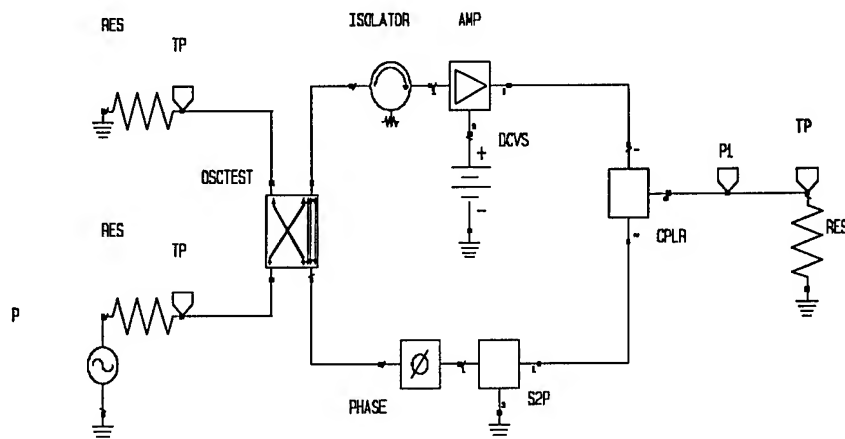 ISOLATOR AMP
RES
TP
DCVS
TP
P1
OSCTEST
RES
CPLR
RES
TP
P
S2P
PHASE